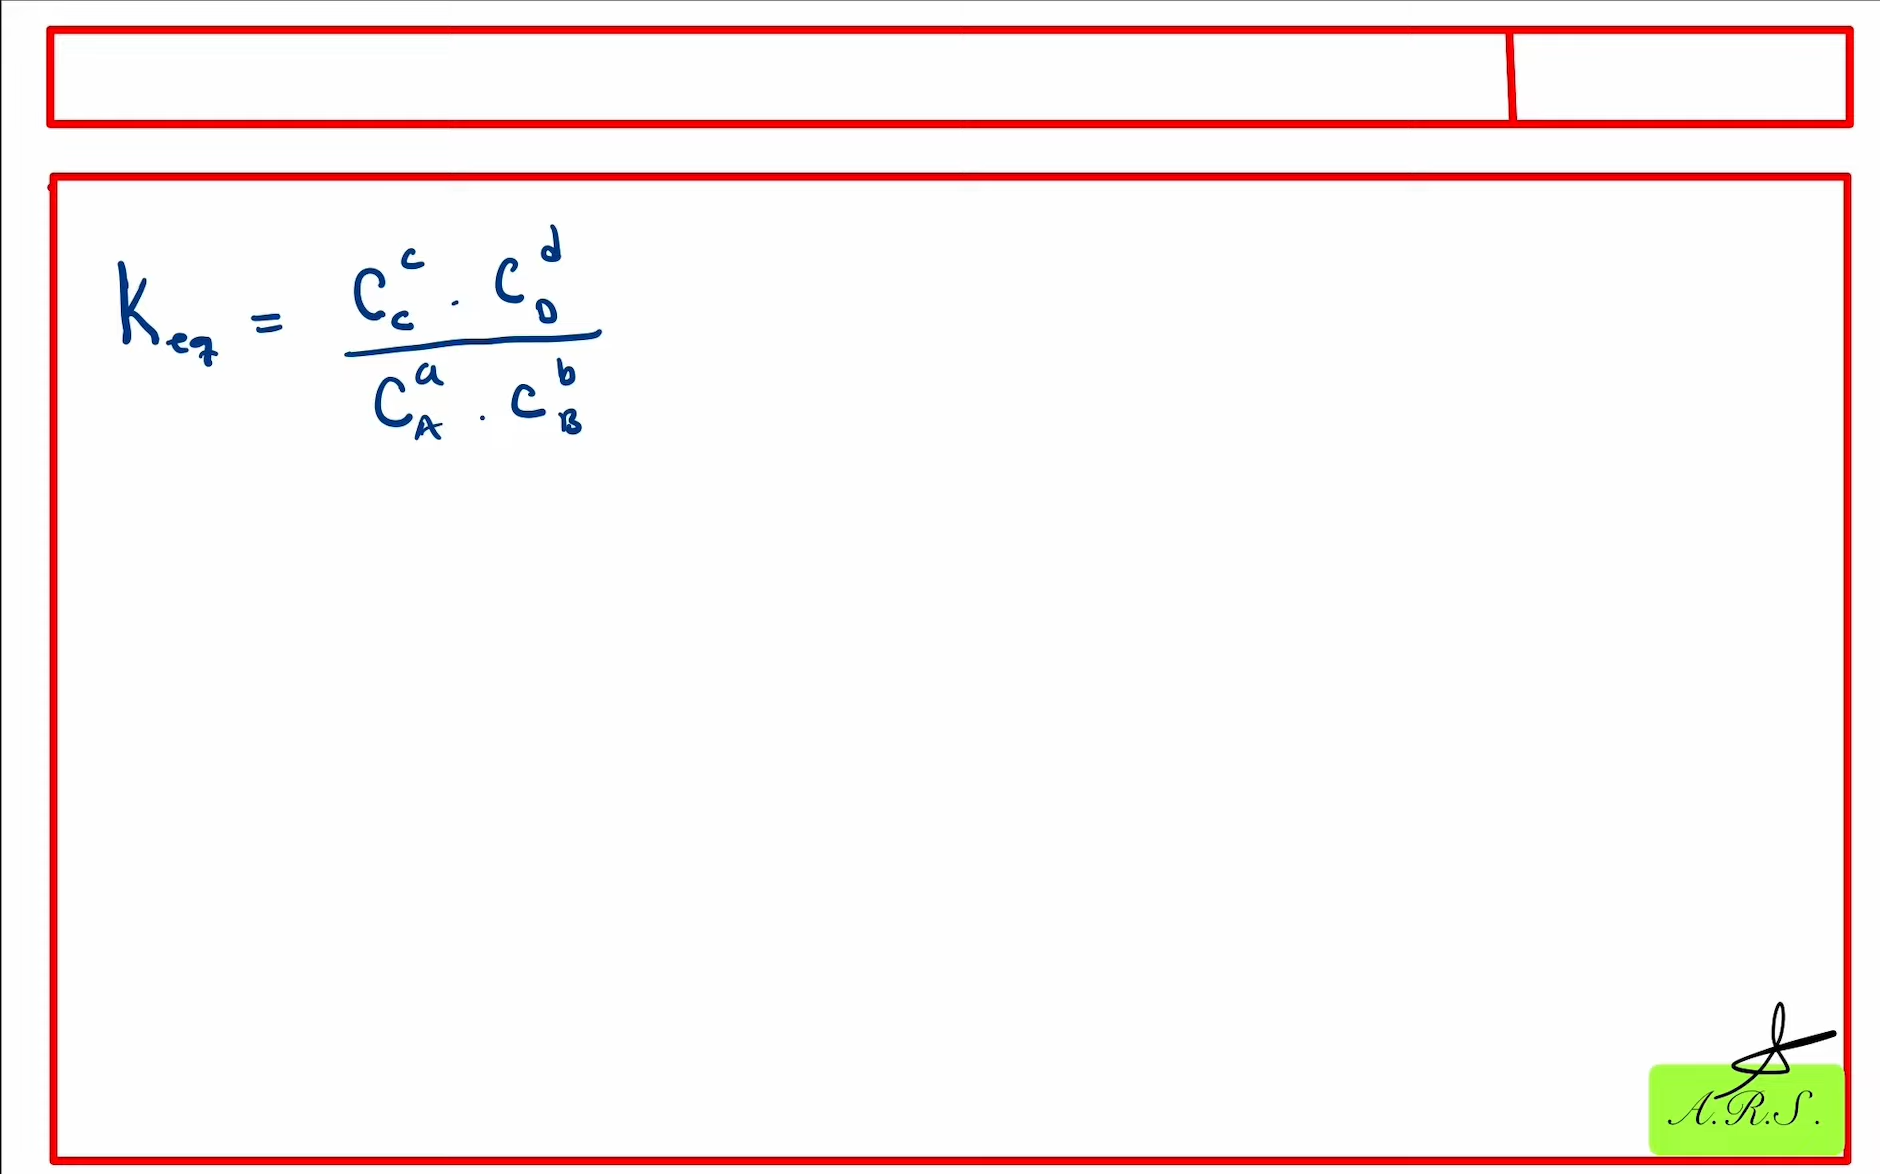 K_eq = (C_C^c . C_D^d) / (C_A^a . C_B^b)
A.R.S.